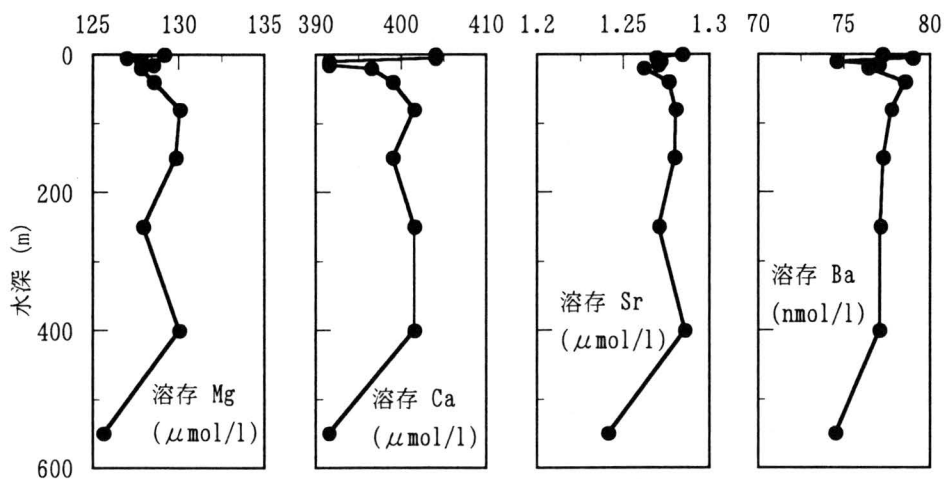 125 130 135
390 400 410
1.2 1.25 1.3
70 75 80
0
200
400
600
水深 (m)
溶存 Mg
(μmol/l)
溶存 Ca
(μmol/l)
溶存 Sr
(μmol/l)
溶存 Ba
(nmol/l)